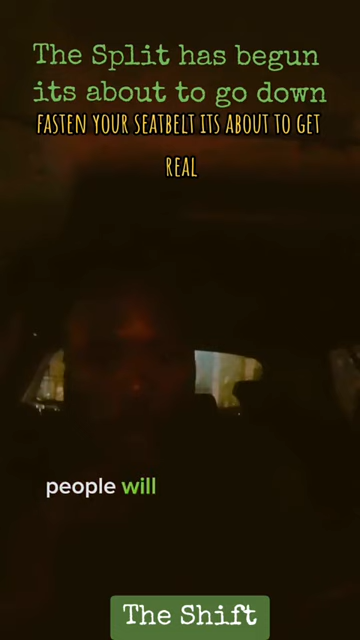 The Split has begun
its about to go down
FASTEN YOUR SEATBELT ITS ABOUT TO GET
REAL
people will
The Shift